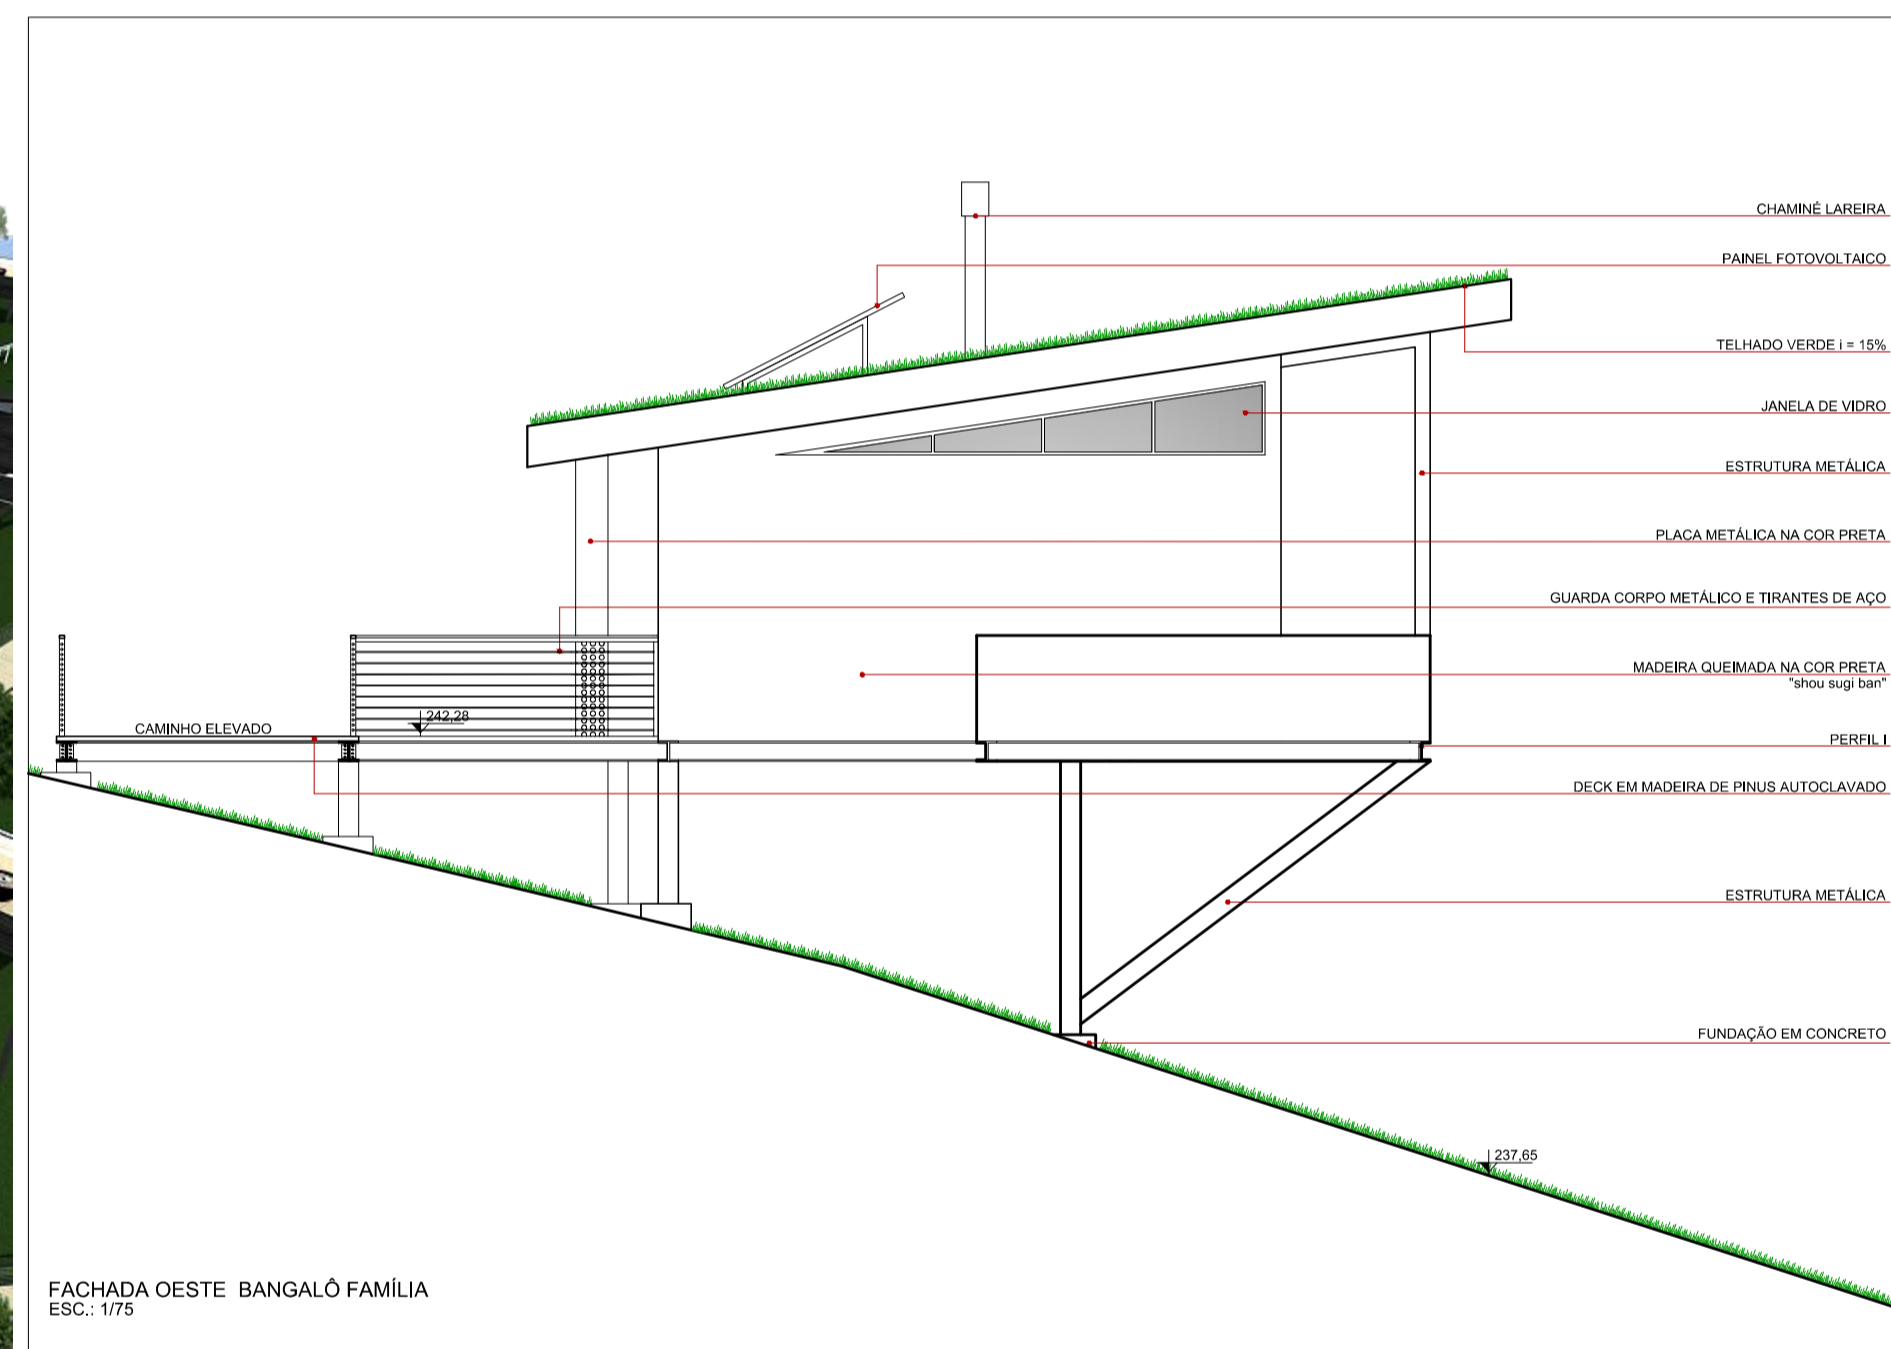 CHAMINÉ LAREIRA
PAINEL FOTOVOLTAICO
TELHADO VERDE i = 15%
JANELA DE VIDRO
ESTRUTURA METÁLICA
PLACA METÁLICA NA COR PRETA
GUARDA CORPO METÁLICO E TIRANTES DE AÇO
MADEIRA QUEIMADA NA COR PRETA
"shou sugi ban"
242,28
CAMINHO ELEVADO
PERFIL I
DECK EM MADEIRA DE PINUS AUTOCLAVADO
ESTRUTURA METÁLICA
FUNDAÇÃO EM CONCRETO
237,65
FACHADA OESTE  BANGALÔ FAMÍLIA
ESC.: 1/75